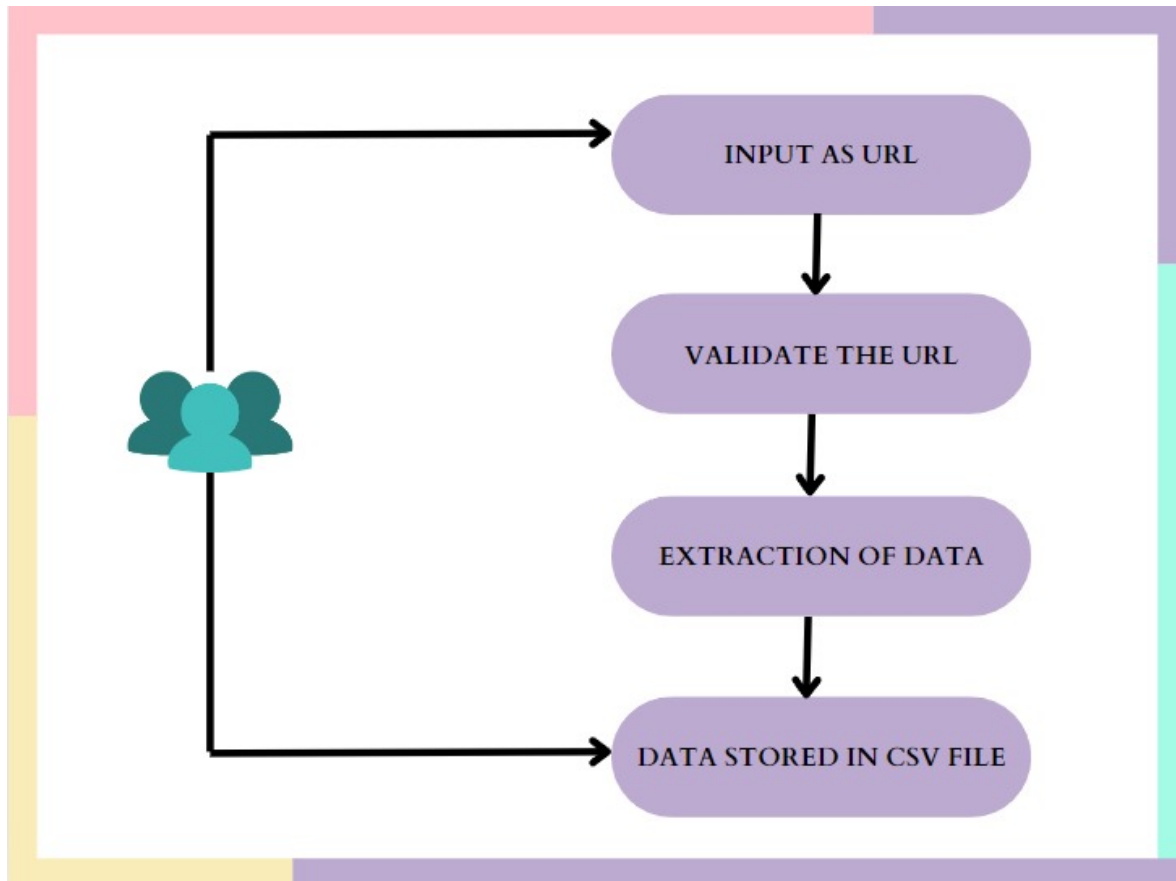 INPUT AS URL
VALIDATE THE URL
EXTRACTION OF DATA
DATA STORED IN CSV FILE